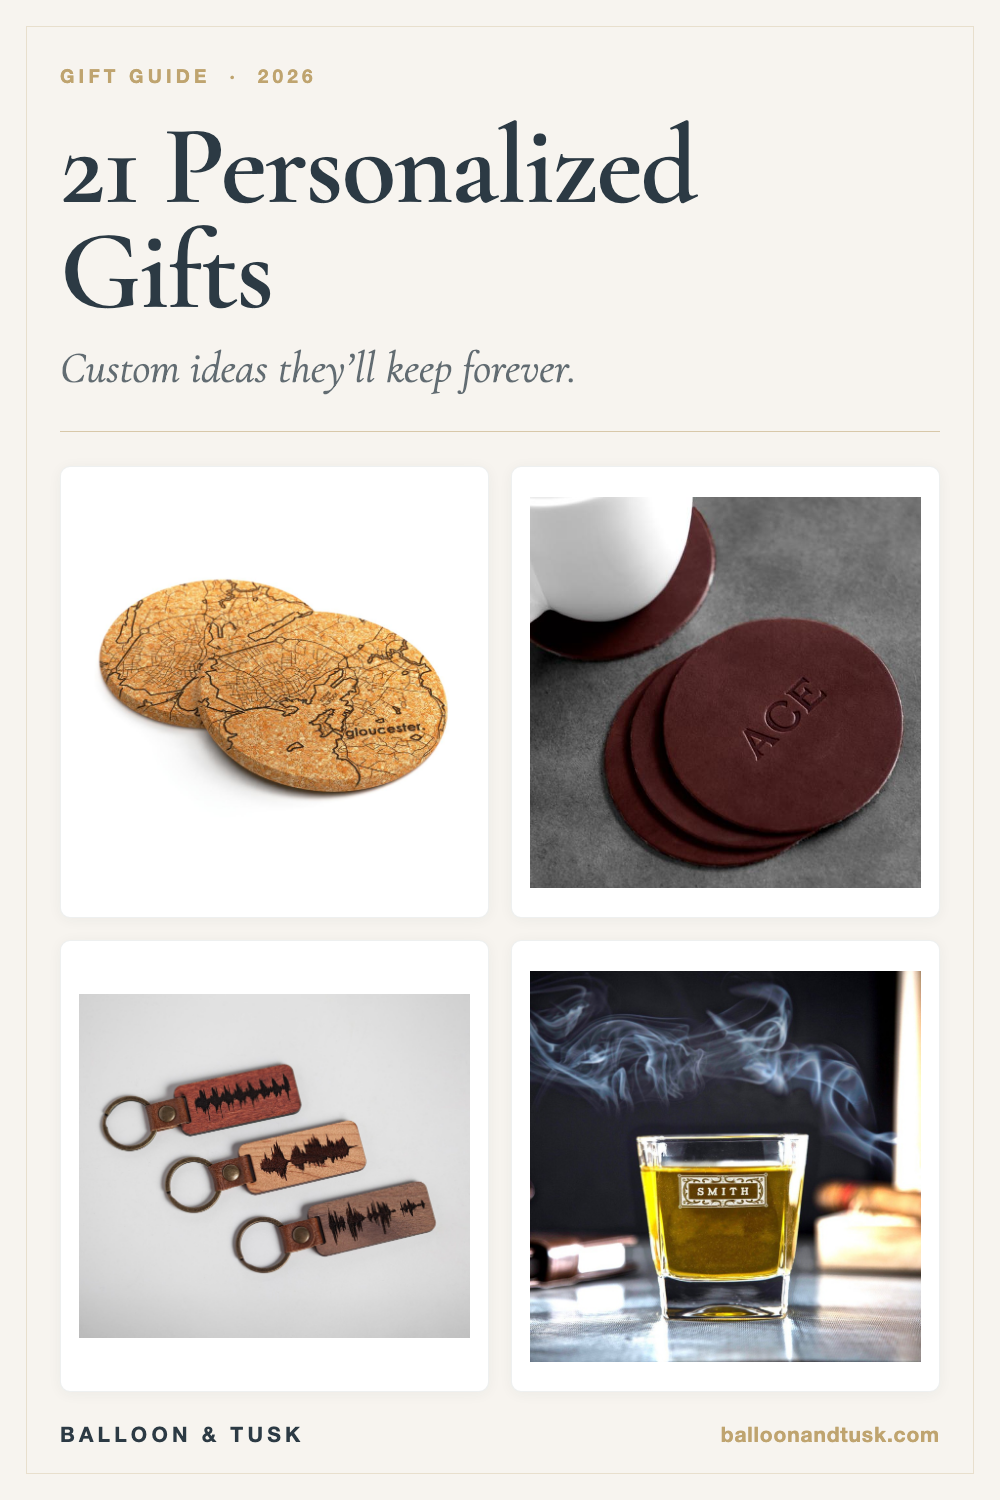 GIFT GUIDE · 2026
21 Personalized
Gifts
Custom ideas they’ll keep forever.
gloucester.
ACE
SMITH
BALLOON & TUSK
balloonandtusk.com